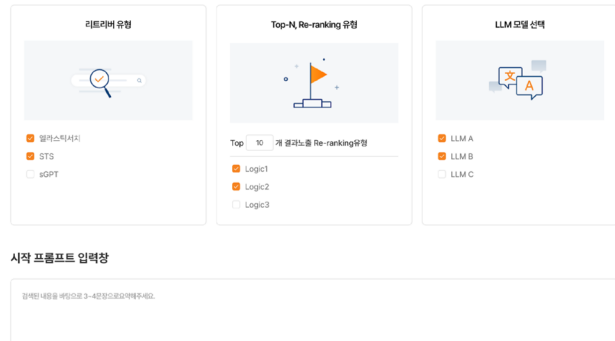 리트리버 유형
Top-N, Re-ranking 유형
LLM 모델 선택
文
A
엘라스틱서치
STS
sGPT
Top 10 개 결과노출 Re-ranking유형
Logic1
Logic2
Logic3
LLM A
LLM B
LLM C
시작 프롬프트 입력창
검색된 내용을 바탕으로 3~4문장으로요약해주세요.